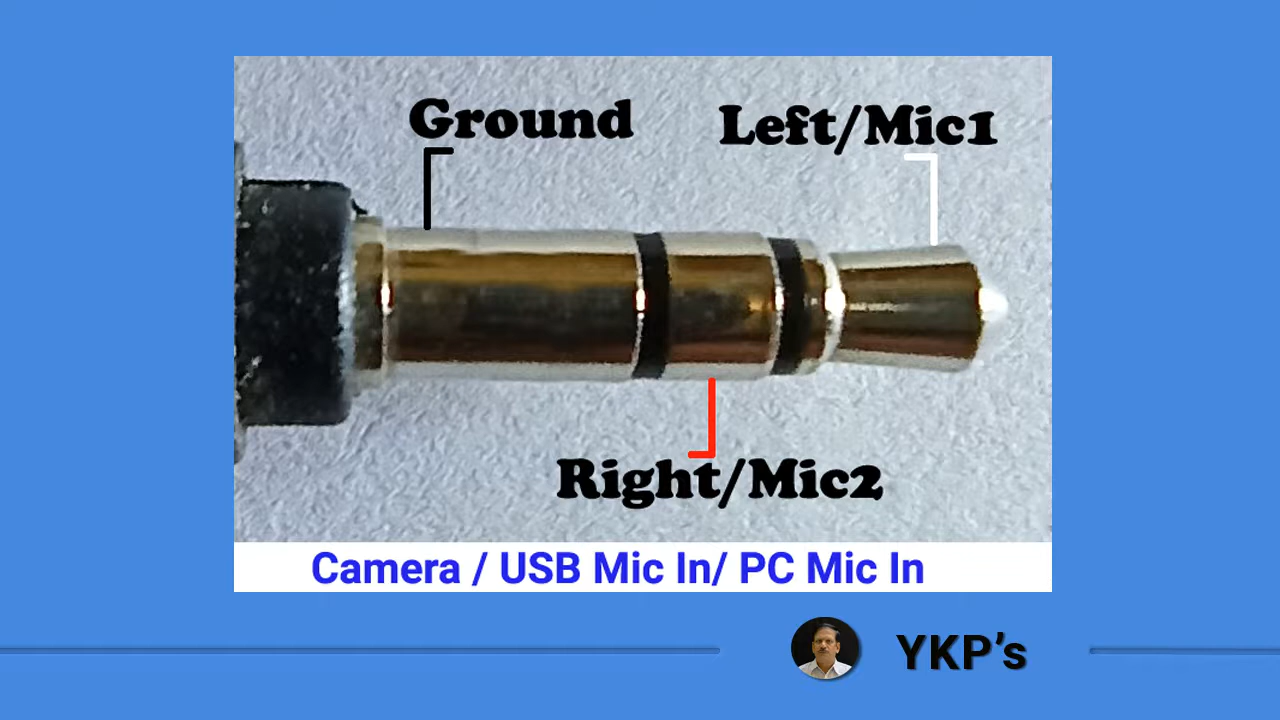 Ground
Left/Mic1
Right/Mic2
Camera / USB Mic In/ PC Mic In
YKP’s